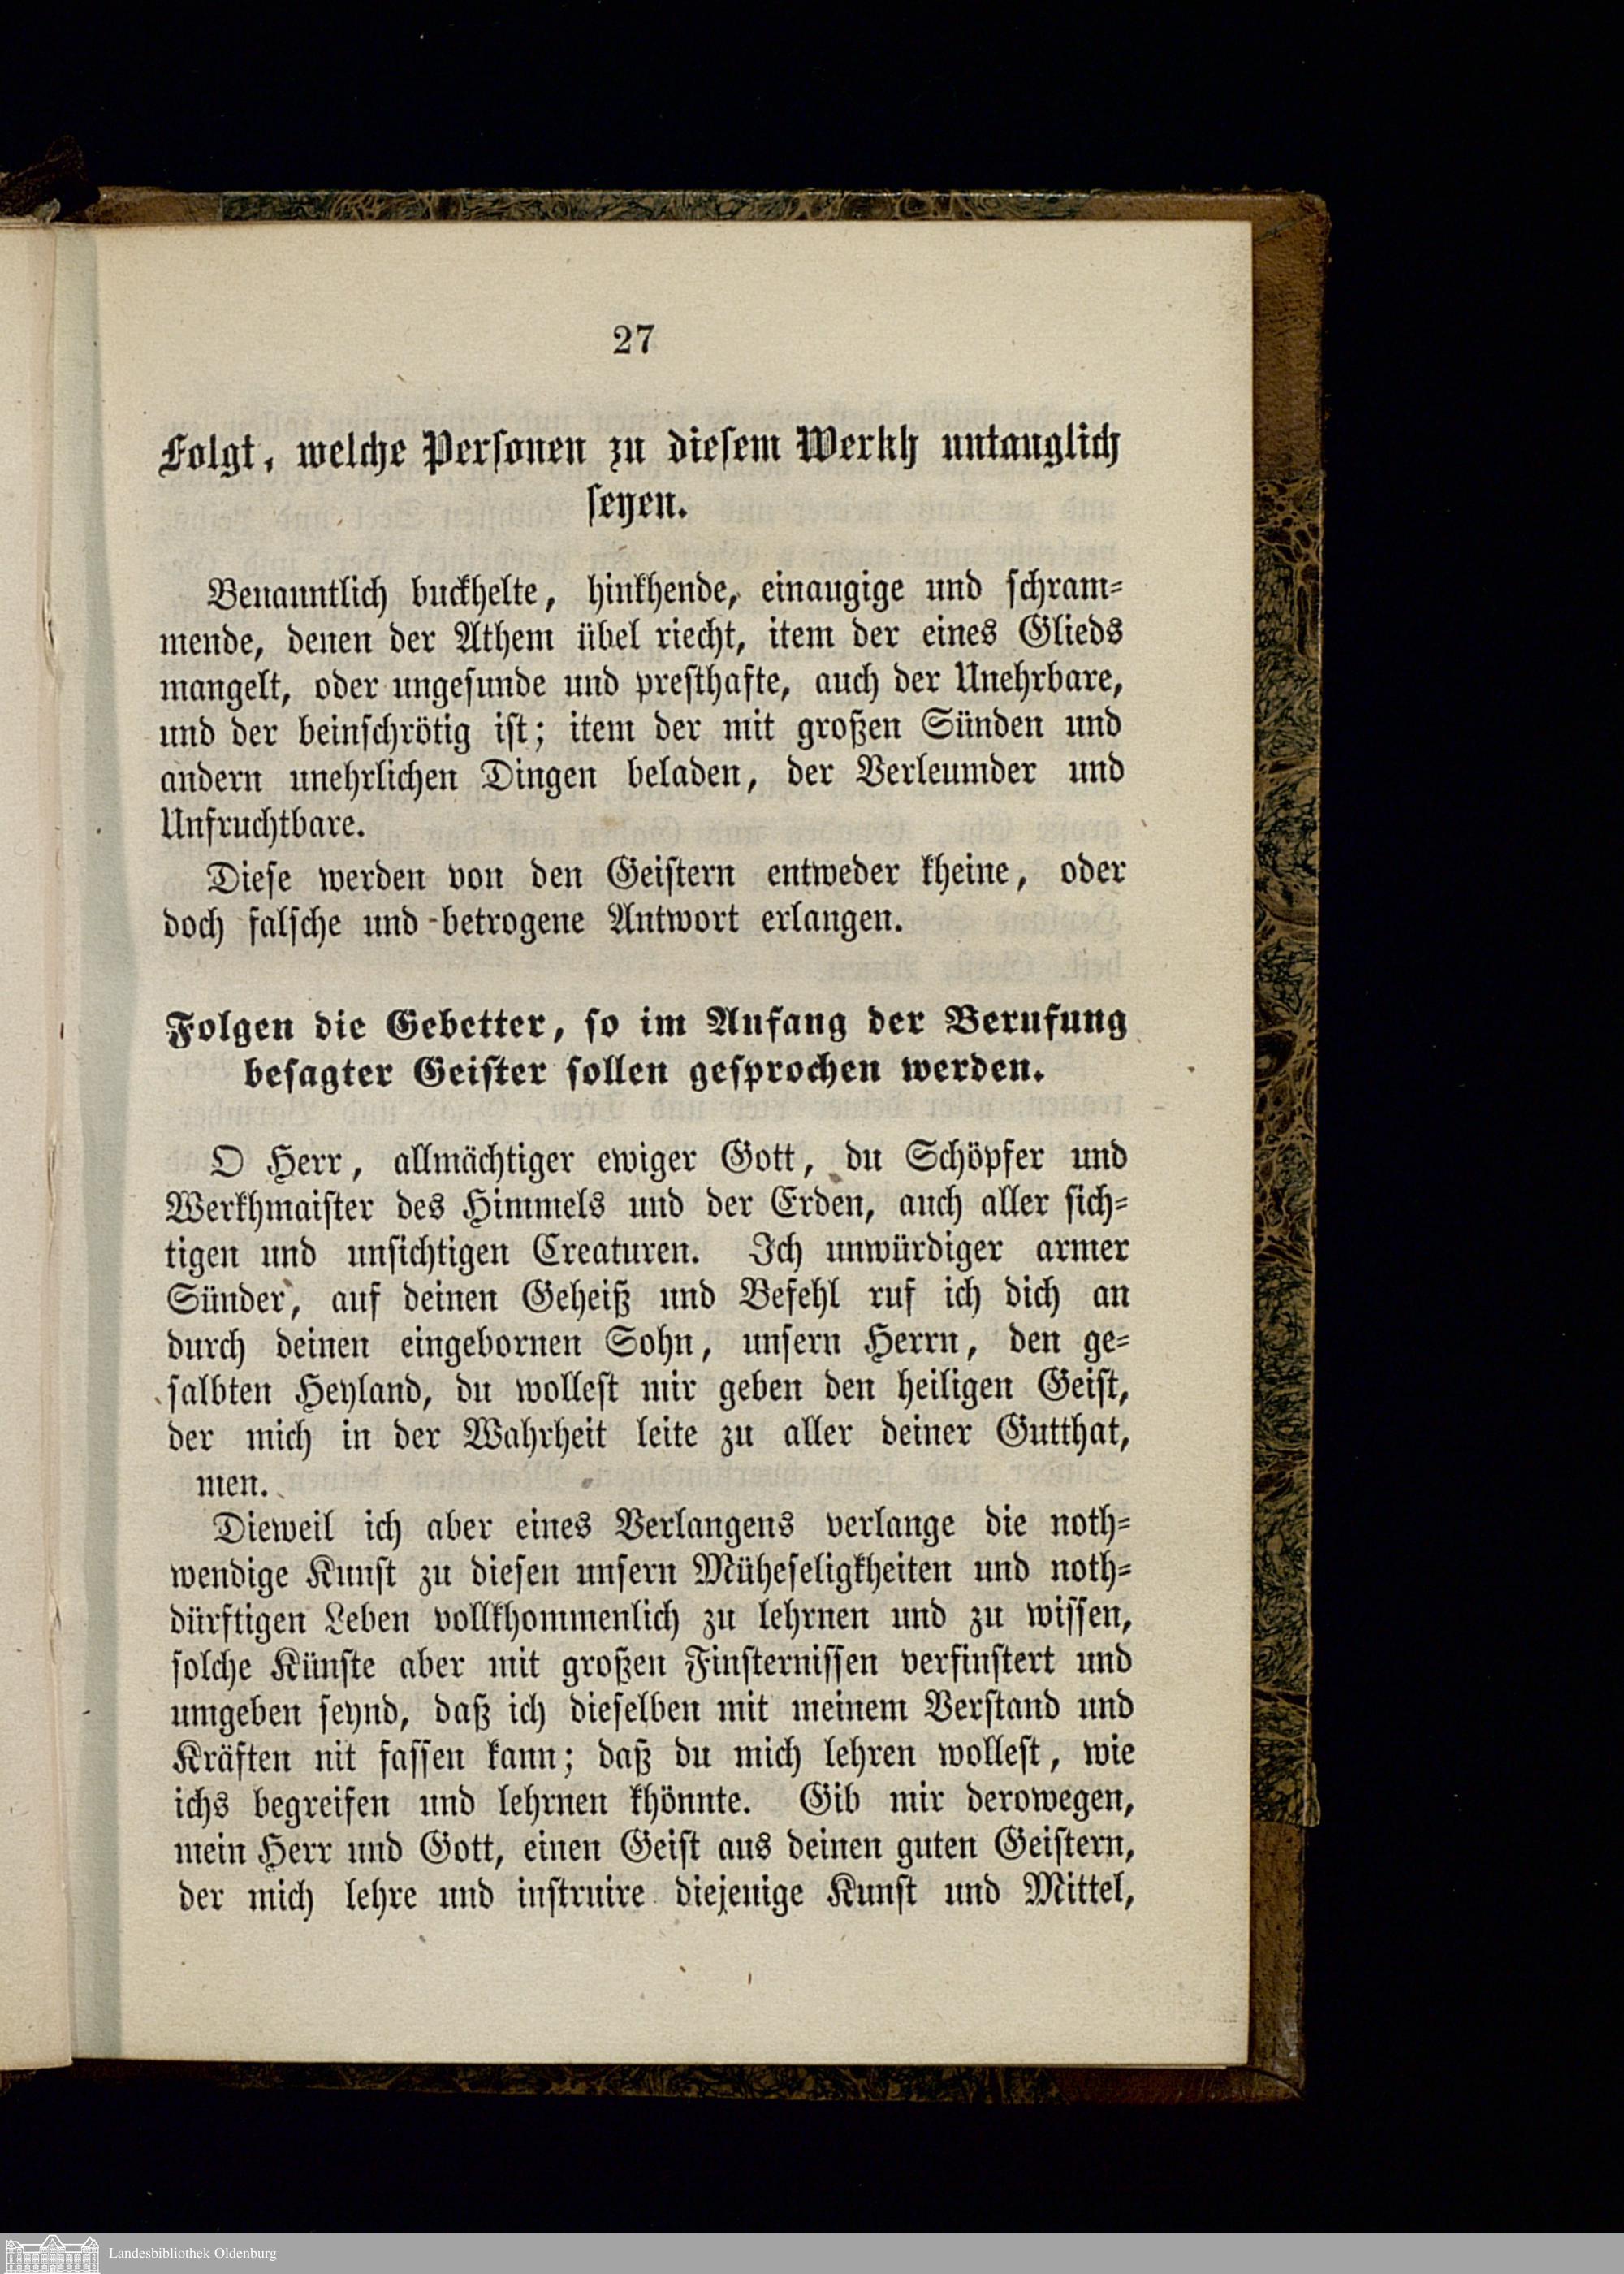 27
Folgt, welche Personen zu diesem Werkh untauglich
seyen.
Benanntlich buckhelte, hinkhende, einaugige und schram=
mende, denen der Athem übel riecht, item der eines Glieds
mangelt, oder ungesunde und presthafte, auch der Unehrbare,
und der beinschrötig ist; item der mit großen Sünden und
andern unehrlichen Dingen beladen, der Verleumder und
Unfruchtbare.
Diese werden von den Geistern entweder kheine, oder
doch falsche und betrogene Antwort erlangen.
Folgen die Gebetter, so im Anfang der Berufung
besagter Geister sollen gesprochen werden.
O Herr, allmächtiger ewiger Gott, du Schöpfer und
Werkhmaister des Himmels und der Erden, auch aller sich=
tigen und unsichtigen Creaturen. Ich unwürdiger armer
Sünder, auf deinen Geheiß und Befehl ruf ich dich an
durch deinen eingebornen Sohn, unsern Herrn, den ge=
salbten Heyland, du wollest mir geben den heiligen Geist,
der mich in der Wahrheit leite zu aller deiner Gutthat,
men.
Dieweil ich aber eines Verlangens verlange die noth=
wendige Kunst zu diesen unsern Müheseligkheiten und noth=
dürftigen Leben vollkhommenlich zu lehrnen und zu wissen,
solche Künste aber mit großen Finsternissen verfinstert und
umgeben seynd, daß ich dieselben mit meinem Verstand und
Kräften nit fassen kann; daß du mich lehren wollest, wie
ichs begreifen und lehrnen khönnte. Gib mir derowegen,
mein Herr und Gott, einen Geist aus deinen guten Geistern,
der mich lehre und instruire diejenige Kunst und Mittel,
Landesbibliothek Oldenburg